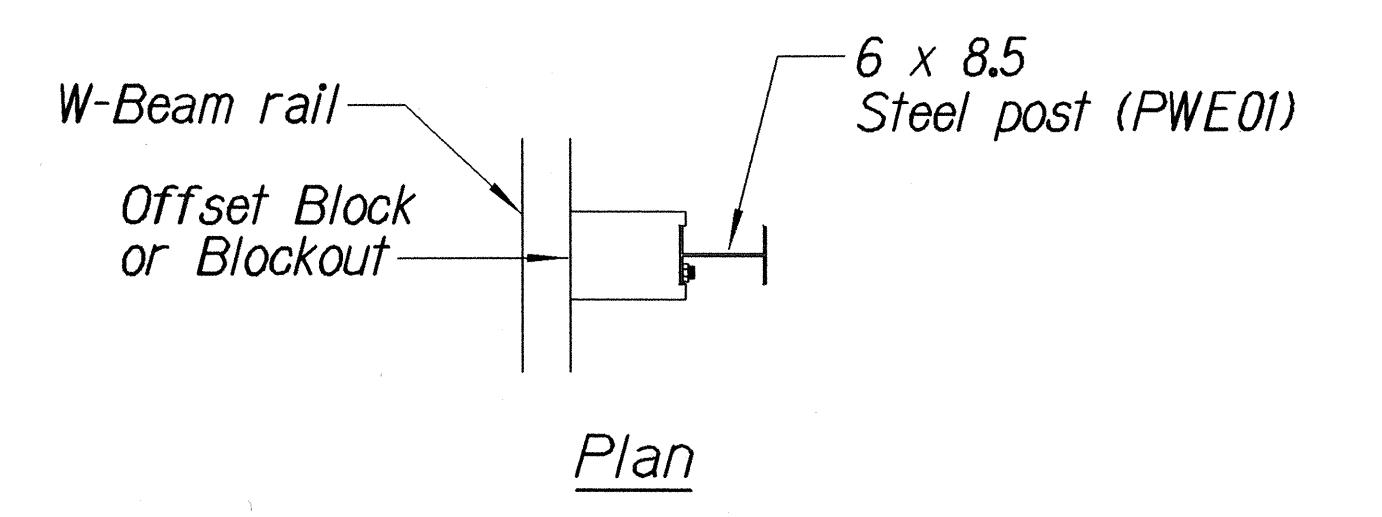 W-Beam rail
Offset Block
or Blockout
6 x 8.5
Steel post (PWE01)
Plan